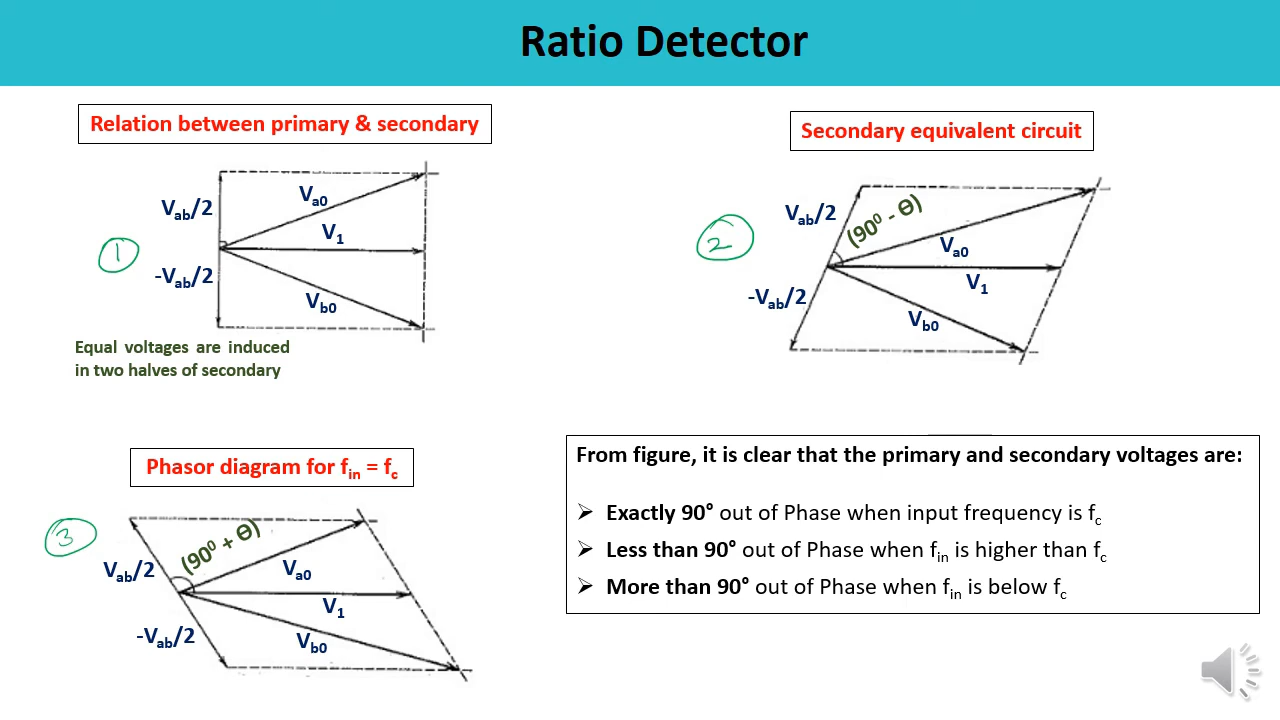 Ratio Detector
Relation between primary & secondary
Vab/2
Va0
V1
1
-Vab/2
Vb0
Equal voltages are induced
in two halves of secondary
Secondary equivalent circuit
Vab/2
(90⁰ - Ө)
2
Va0
V1
-Vab/2
Vb0
Phasor diagram for fin = fc
3
(90⁰ + Ө)
Vab/2
Va0
V1
-Vab/2
Vb0
From figure, it is clear that the primary and secondary voltages are:
➢ Exactly 90° out of Phase when input frequency is fc
➢ Less than 90° out of Phase when fin is higher than fc
➢ More than 90° out of Phase when fin is below fc